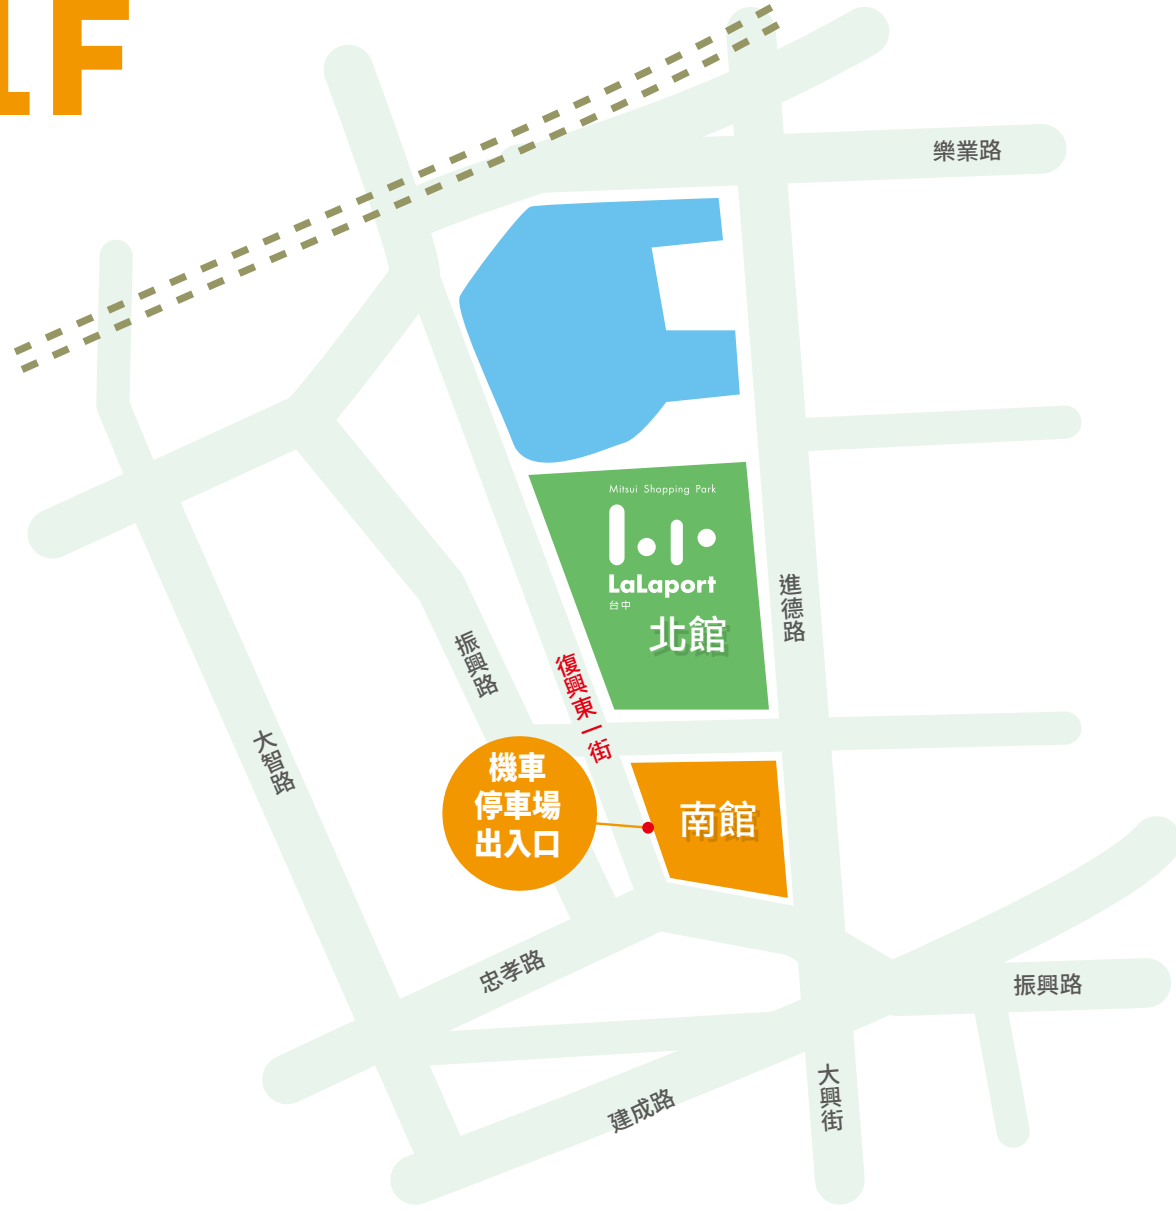 1F
樂業路
Mitsui Shopping Park
LaLaport
台中
北館
進德路
振興路
復興東一街
大智路
機車
停車場
出入口
南館
忠孝路
振興路
建成路
大興街